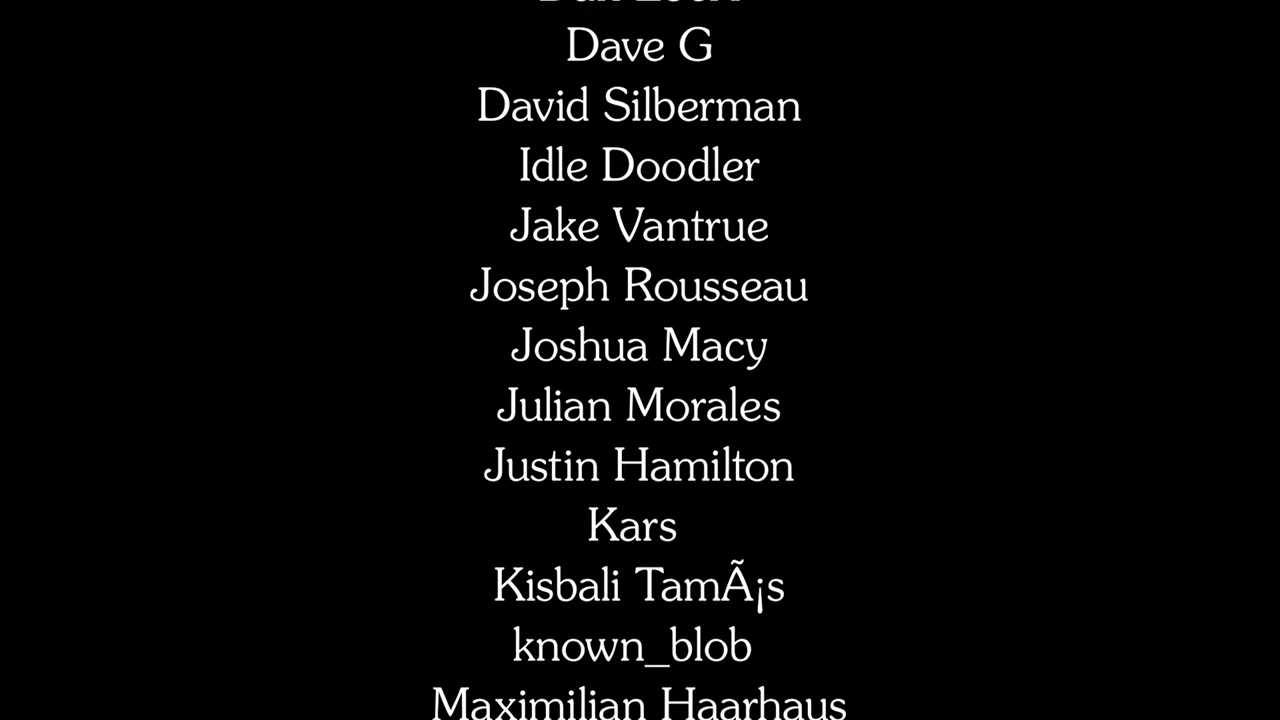 Dave G
David Silberman
Idle Doodler
Jake Vantrue
Joseph Rousseau
Joshua Macy
Julian Morales
Justin Hamilton
Kars
Kisbali TamÃ¡s
known_blob
Maximilian Haarhaus